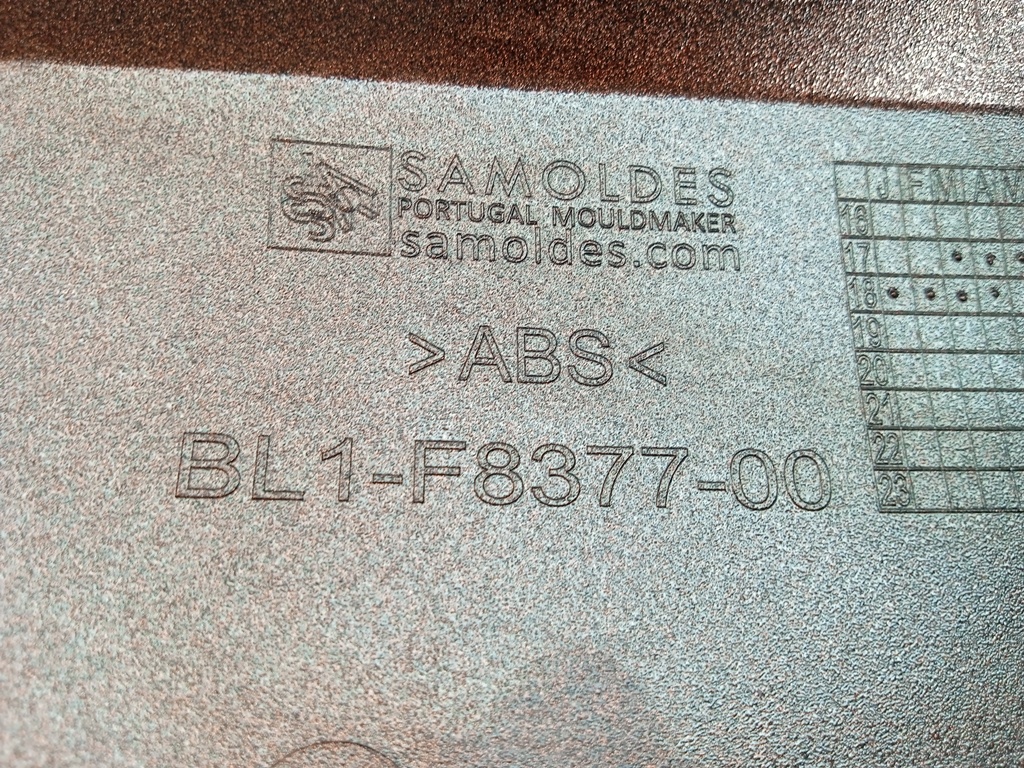 SAMOLDES
PORTUGAL MOULDMAKER
samoldes.com
>ABS<
BL1-F8377-00
J F M A M
16
17
18
19
20
21
22
23